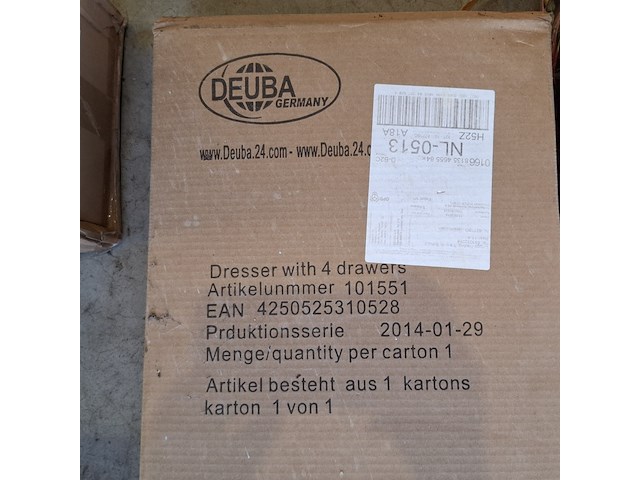 DEUBA
GERMANY
www.Deuba.24.com - www.Deuba.24.c
H52Z
A18A
NL-0513
Dresser with 4 drawers
Artikelunmmer 101551
EAN 4250525310528
Prduktionsserie 2014-01-29
Menge/quantity per carton 1
Artikel besteht aus 1 kartons
karton 1 von 1